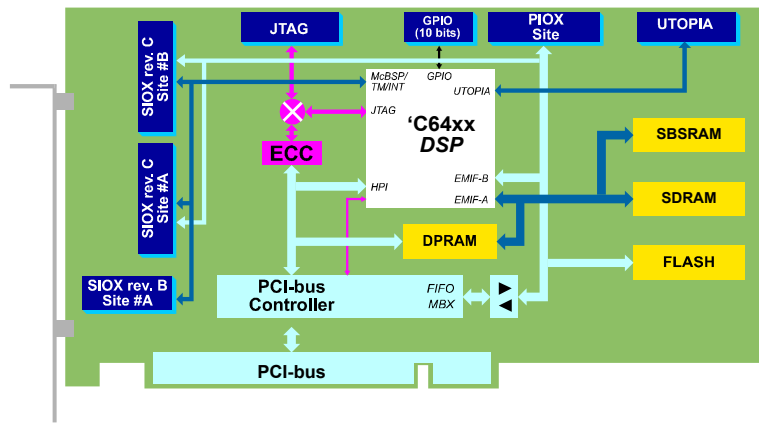 JTAG
GPIO
(10 bits)
PIOX
Site
UTOPIA
SIOX rev. C
Site #B
McBSP/
TM/INT
GPIO
UTOPIA
JTAG
‘C64xx
DSP
ECC
SBSRAM
SIOX rev. C
Site #A
HPI
EMIF-B
EMIF-A
SDRAM
DPRAM
FLASH
SIOX rev. B
Site #A
PCI-bus
Controller
FIFO
MBX
PCI-bus